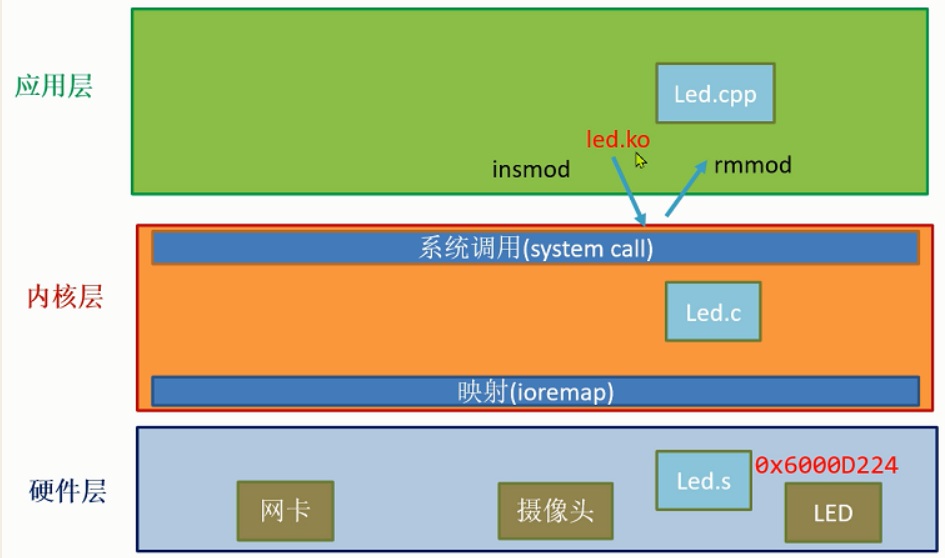 应用层
Led.cpp
led.ko
insmod
rmmod
系统调用(system call)
内核层
Led.c
映射(ioremap)
硬件层
Led.s
0x6000D224
网卡
摄像头
LED